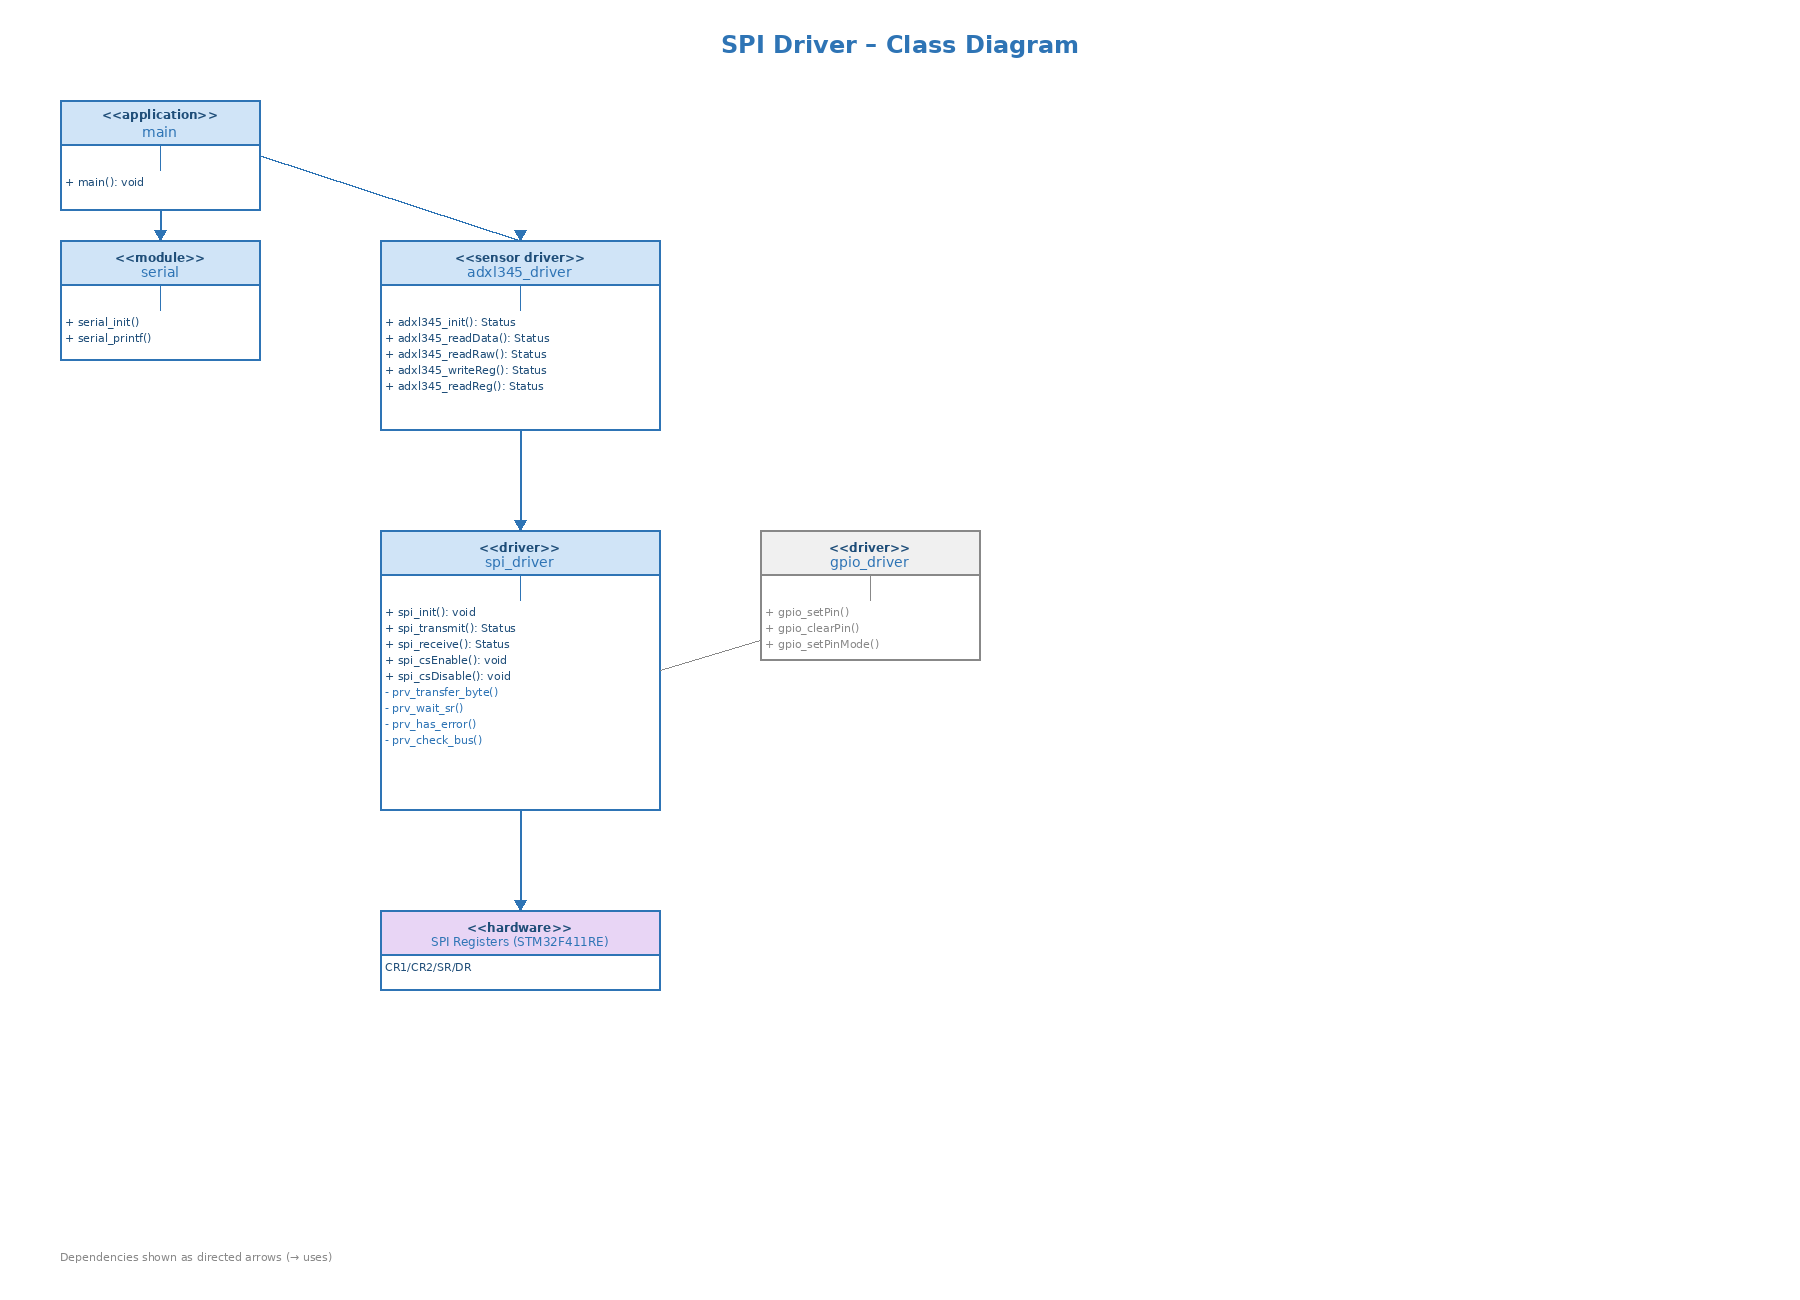 SPI Driver – Class Diagram
<<application>>
main
+ main(): void
<<module>>
serial
+ serial_init()
+ serial_printf()
<<sensor driver>>
adxl345_driver
+ adxl345_init(): Status
+ adxl345_readData(): Status
+ adxl345_readRaw(): Status
+ adxl345_writeReg(): Status
+ adxl345_readReg(): Status
<<driver>>
spi_driver
+ spi_init(): void
+ spi_transmit(): Status
+ spi_receive(): Status
+ spi_csEnable(): void
+ spi_csDisable(): void
- prv_transfer_byte()
- prv_wait_sr()
- prv_has_error()
- prv_check_bus()
<<driver>>
gpio_driver
+ gpio_setPin()
+ gpio_clearPin()
+ gpio_setPinMode()
<<hardware>>
SPI Registers (STM32F411RE)
CR1/CR2/SR/DR
Dependencies shown as directed arrows (→ uses)